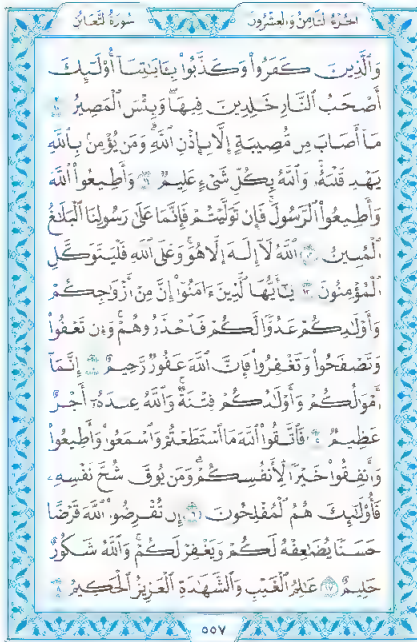 الجزء الثامن والعشرون سورة التغابن
وَٱلَّذِينَ كَفَرُوا۟ وَكَذَّبُوا۟ بِـَٔايَـٰتِنَآ أُو۟لَـٰٓئِكَ
أَصْحَـٰبُ ٱلنَّارِ خَـٰلِدِينَ فِيهَا ۖ وَبِئْسَ ٱلْمَصِيرُ ١٠
مَآ أَصَابَ مِن مُّصِيبَةٍ إِلَّا بِإِذْنِ ٱللَّهِ ۗ وَمَن يُؤْمِنۢ بِٱللَّهِ
يَهْدِ قَلْبَهُۥ ۚ وَٱللَّهُ بِكُلِّ شَىْءٍ عَلِيمٌ ١١ وَأَطِيعُوا۟ ٱللَّهَ
وَأَطِيعُوا۟ ٱلرَّسُولَ ۚ فَإِن تَوَلَّيْتُمْ فَإِنَّمَا عَلَىٰ رَسُولِنَا ٱلْبَلَـٰغُ
ٱلْمُبِينُ ١٢ ٱللَّهُ لَآ إِلَـٰهَ إِلَّا هُوَ ۚ وَعَلَى ٱللَّهِ فَلْيَتَوَكَّلِ
ٱلْمُؤْمِنُونَ ١٣ يَـٰٓأَيُّهَا ٱلَّذِينَ ءَامَنُوٓا۟ إِنَّ مِنْ أَزْوَٰجِكُمْ
وَأَوْلَـٰدِكُمْ عَدُوًّا لَّكُمْ فَٱحْذَرُوهُمْ ۚ وَإِن تَعْفُوا۟
وَتَصْفَحُوا۟ وَتَغْفِرُوا۟ فَإِنَّ ٱللَّهَ غَفُورٌ رَّحِيمٌ ١٤ إِنَّمَآ
أَمْوَٰلُكُمْ وَأَوْلَـٰدُكُمْ فِتْنَةٌ ۚ وَٱللَّهُ عِندَهُۥٓ أَجْرٌ
عَظِيمٌ ١٥ فَٱتَّقُوا۟ ٱللَّهَ مَا ٱسْتَطَعْتُمْ وَٱسْمَعُوا۟ وَأَطِيعُوا۟
وَأَنفِقُوا۟ خَيْرًا لِّأَنفُسِكُمْ ۗ وَمَن يُوقَ شُحَّ نَفْسِهِۦ
فَأُو۟لَـٰٓئِكَ هُمُ ٱلْمُفْلِحُونَ ١٦ إِن تُقْرِضُوا۟ ٱللَّهَ قَرْضًا
حَسَنًا يُضَـٰعِفْهُ لَكُمْ وَيَغْفِرْ لَكُمْ ۚ وَٱللَّهُ شَكُورٌ
حَلِيمٌ ١٧ عَـٰلِمُ ٱلْغَيْبِ وَٱلشَّهَـٰدَةِ ٱلْعَزِيزُ ٱلْحَكِيمُ ١٨
٥٥٧